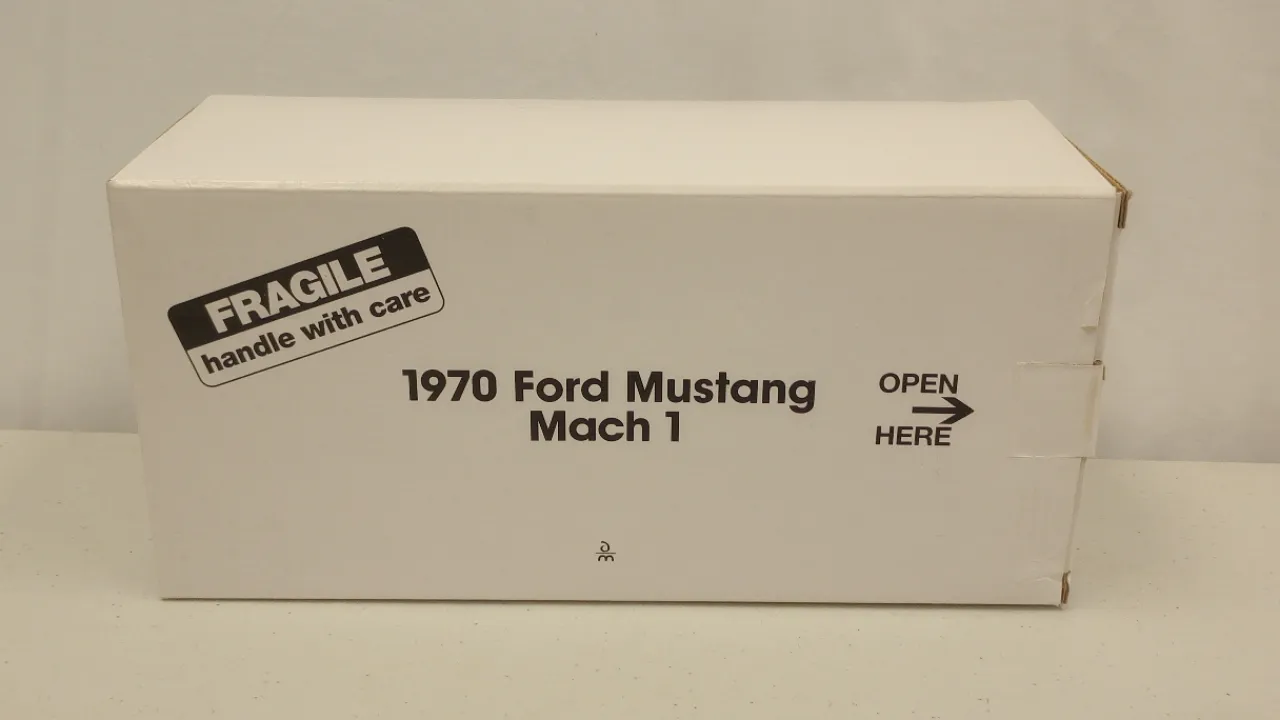 FRAGILE
handle with care
1970 Ford Mustang
Mach 1
OPEN
HERE